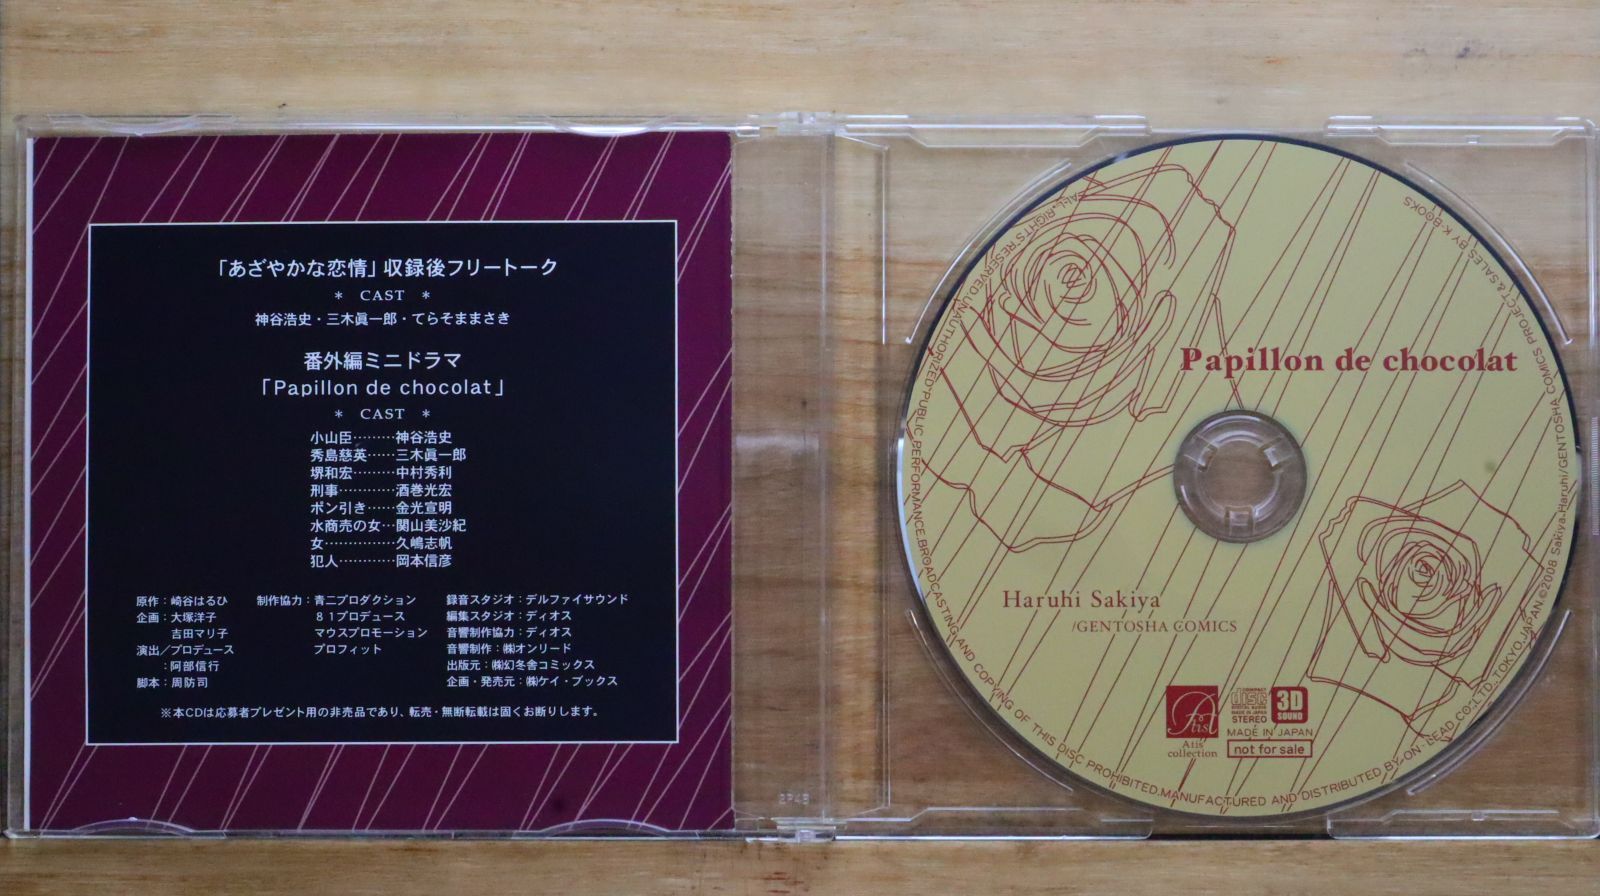 「あざやかな恋情」収録後フリートーク
* CAST *
神谷浩史・三木眞一郎・てらそままさき
番外編ミニドラマ
「Papillon de chocolat」
* CAST *
小山臣………神谷浩史
秀島慈英……三木眞一郎
堺和宏………中村秀利
刑事…………酒巻光宏
ポン引き……金光宣明
水商売の女…関山美沙紀
女……………久嶋志帆
犯人…………岡本信彦
原作：崎谷はるひ
企画：大塚洋子
吉田マリ子
演出／プロデュース
：阿部信行
脚本：周防司
制作協力：青二プロダクション
８１プロデュース
マウスプロモーション
プロフィット
録音スタジオ：デルファイサウンド
編集スタジオ：ディオス
音響制作協力：ディオス
音響制作：㈱オンリード
出版元：㈱幻冬舎コミックス
企画・発売元：㈱ケイ・ブックス
※本CDは応募者プレゼント用の非売品であり、転売・無断転載は固くお断りします。
Papillon de chocolat
Haruhi Sakiya
/GENTOSHA COMICS
Atis
Atis
collection
COMPACT
disc
DIGITAL AUDIO
MADE IN JAPAN
STEREO
3D
SOUND
MADE IN JAPAN
not for sale
ALL RIGHTS RESERVED.UNAUTHORIZED PUBLIC PERFORMANCE.BROADCASTING AND COPYING OF THIS DISC PROHIBITED.MANUFACTURED AND DISTRIBUTED BY ON-LEAD CO.,LTD.,TOKYO,JAPAN.©2008 Sakiya Haruhi/GENTOSHA COMICS PROJECT & SALES BY K-BOOKS